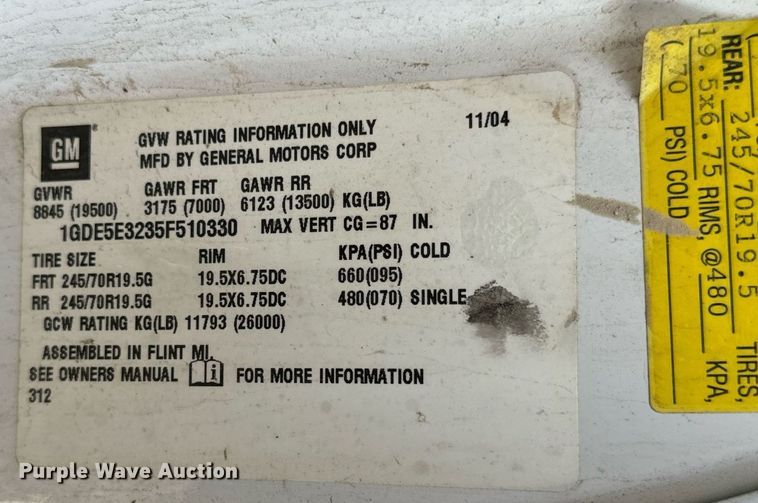 GM
GVW RATING INFORMATION ONLY 11/04
MFD BY GENERAL MOTORS CORP
GVWR GAWR FRT GAWR RR
8845 (19500) 3175 (7000) 6123 (13500) KG(LB)
1GDE5E3235F510330 MAX VERT CG=87 IN.
TIRE SIZE RIM KPA(PSI) COLD
FRT 245/70R19.5G 19.5X6.75DC 660(095)
RR 245/70R19.5G 19.5X6.75DC 480(070) SINGLE
GCW RATING KG(LB) 11793 (26000)
ASSEMBLED IN FLINT MI.
SEE OWNERS MANUAL i FOR MORE INFORMATION
312
REAR: 245/70R19.5 TIRES,
19.5x6.75 RIMS, @480 KPA,
( 70 PSI) COLD
Purple Wave Auction